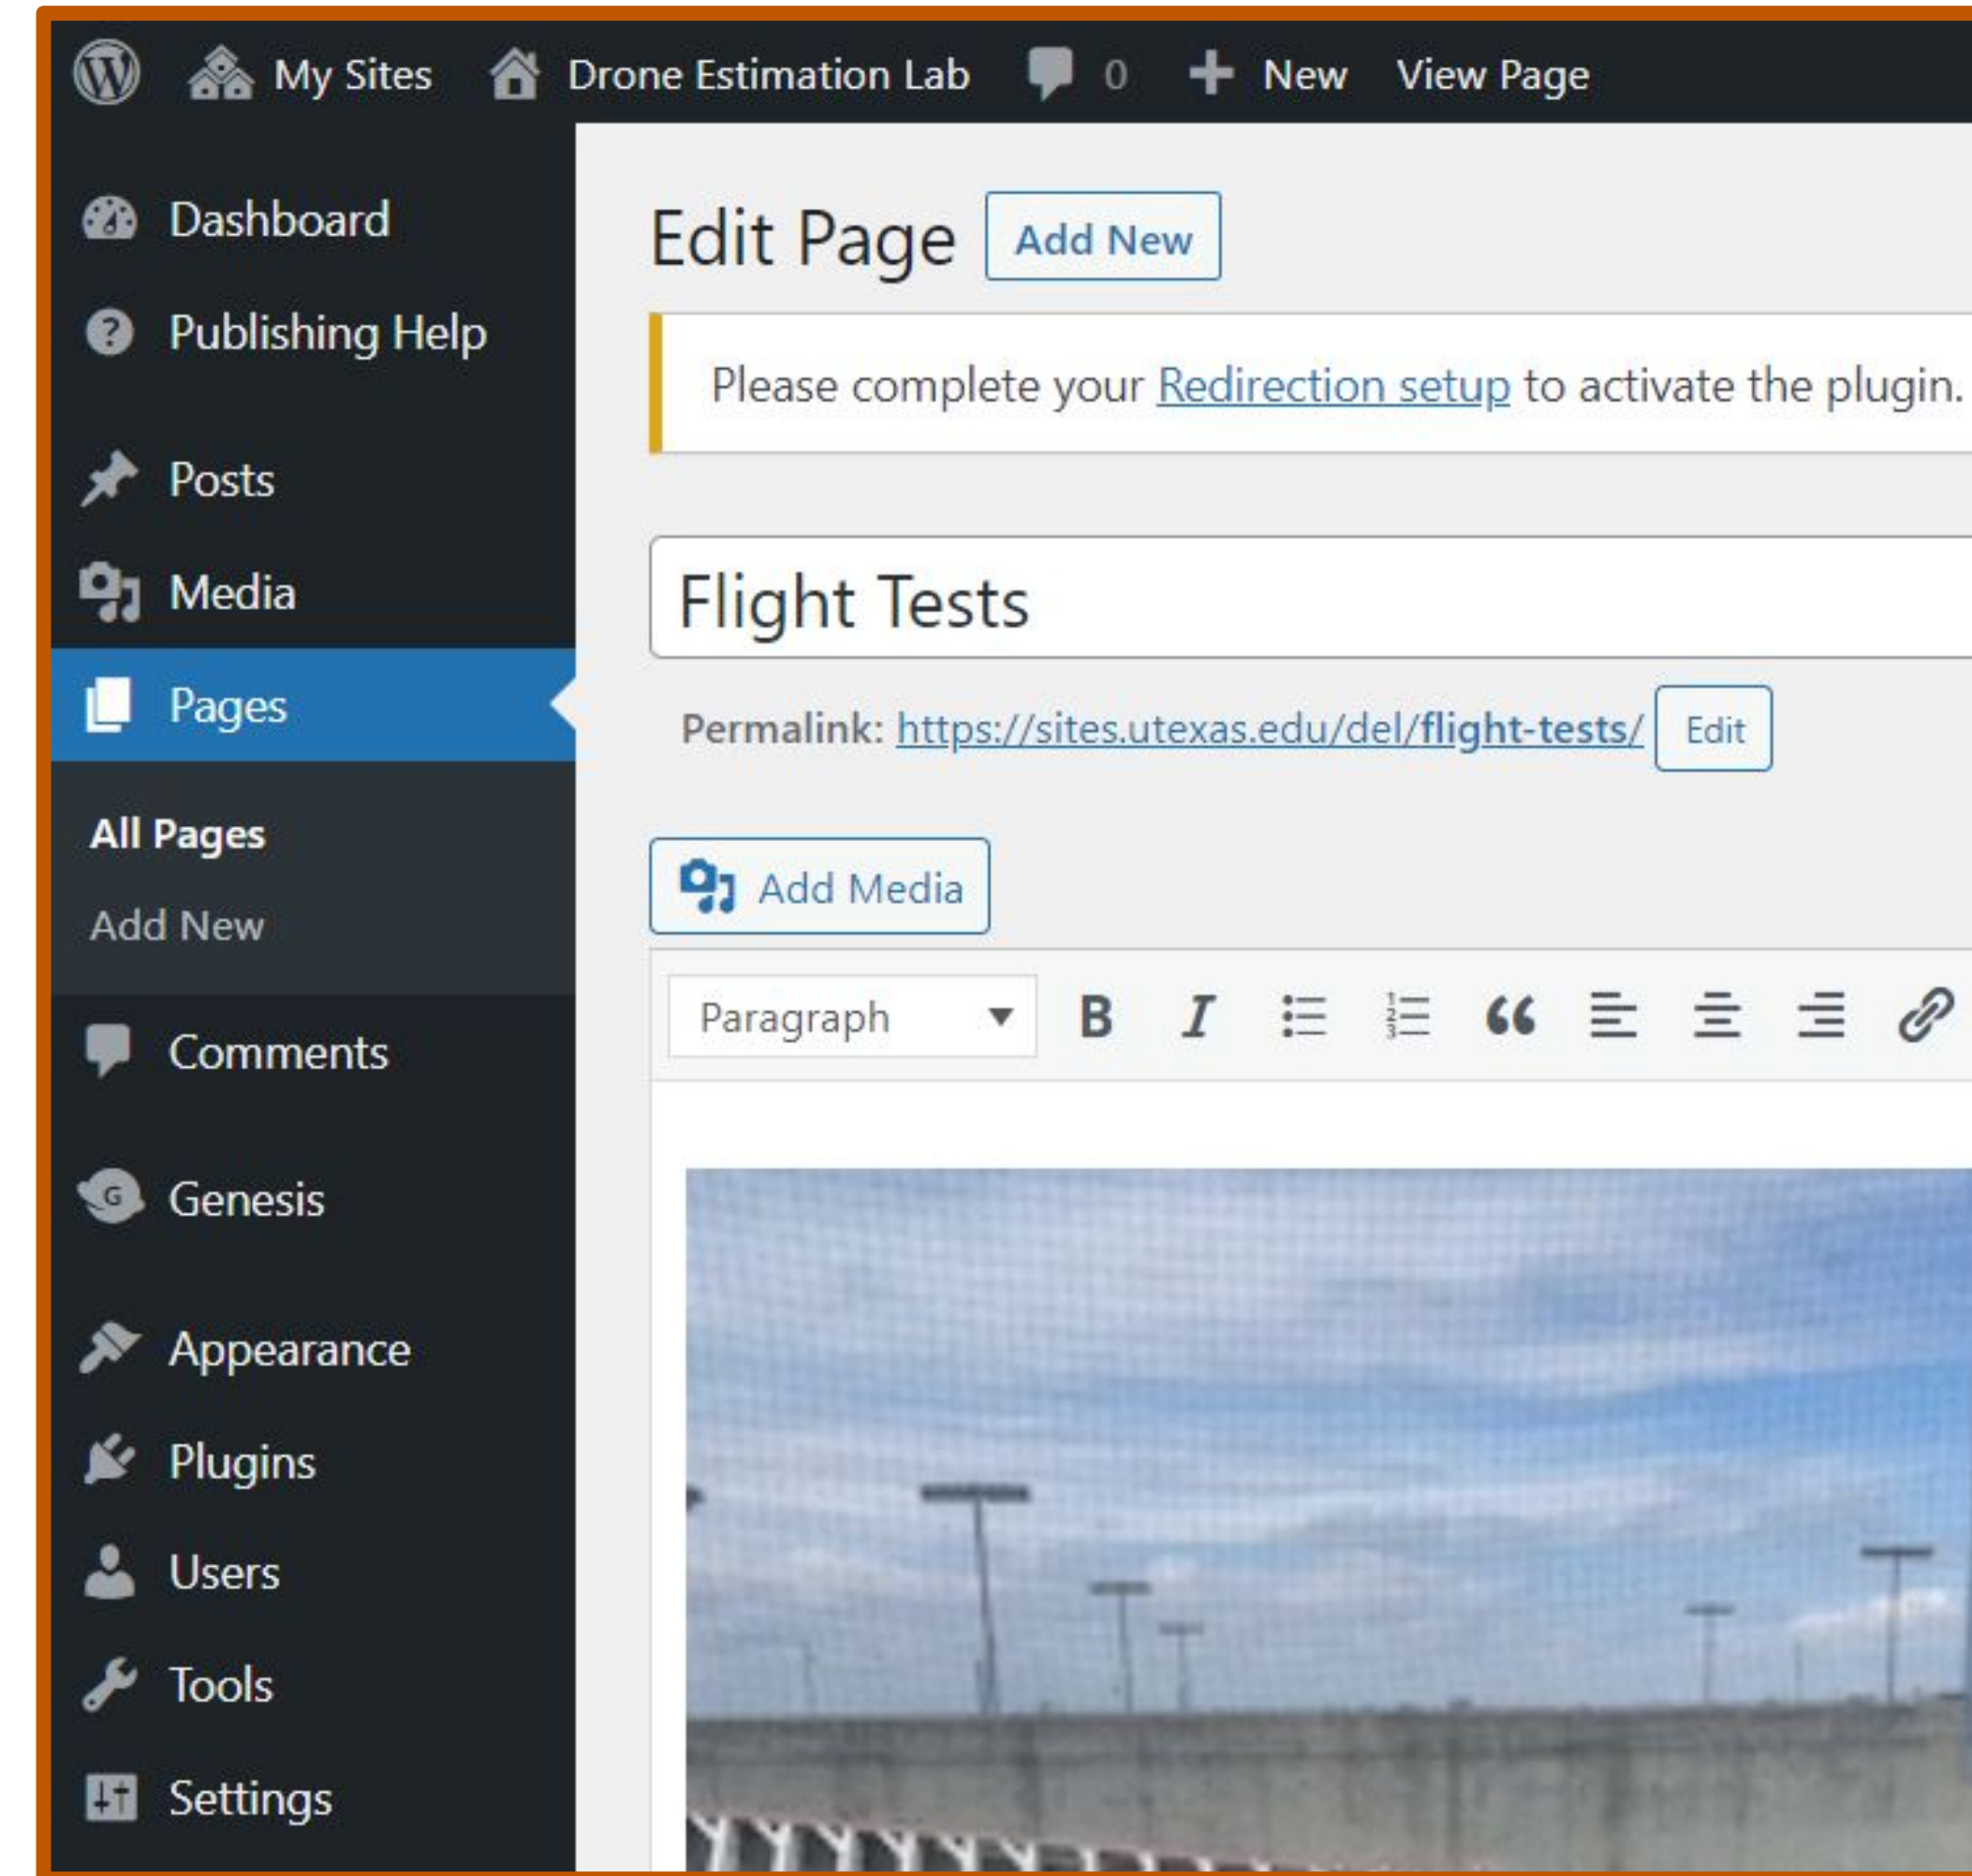 My Sites Drone Estimation Lab 0 New View Page
Dashboard
Publishing Help
Posts
Media
Pages
All Pages
Add New
Comments
Genesis
Appearance
Plugins
Users
Tools
Settings
Edit Page Add New
Please complete your Redirection setup to activate the plugin.
Flight Tests
Permalink: https://sites.utexas.edu/del/flight-tests/ Edit
Add Media
Paragraph B I